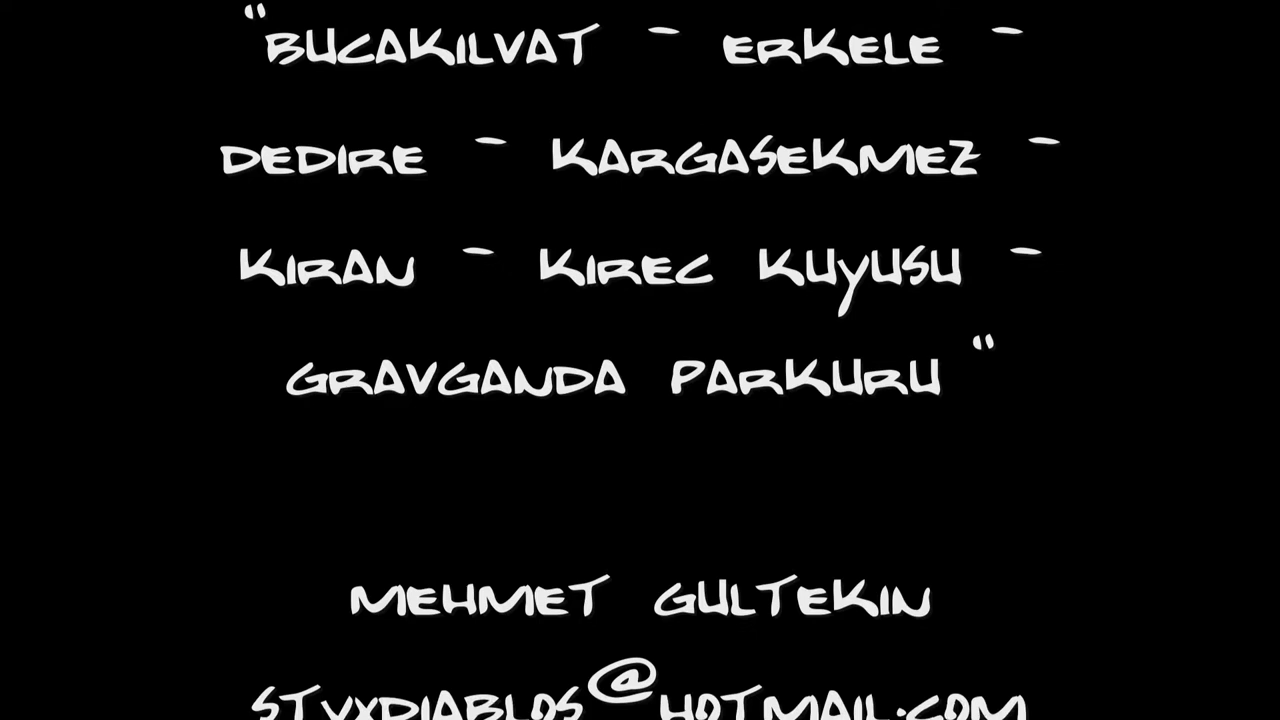 "BUCAKILVAT - ERKELE -
DEDIRE - KARGASEKMEZ -
KIRAN - KIREC KUYUSU -
GRAVGANDA PARKURU "
MEHMET GULTEKIN
STYXDIABLOS@HOTMAIL.COM